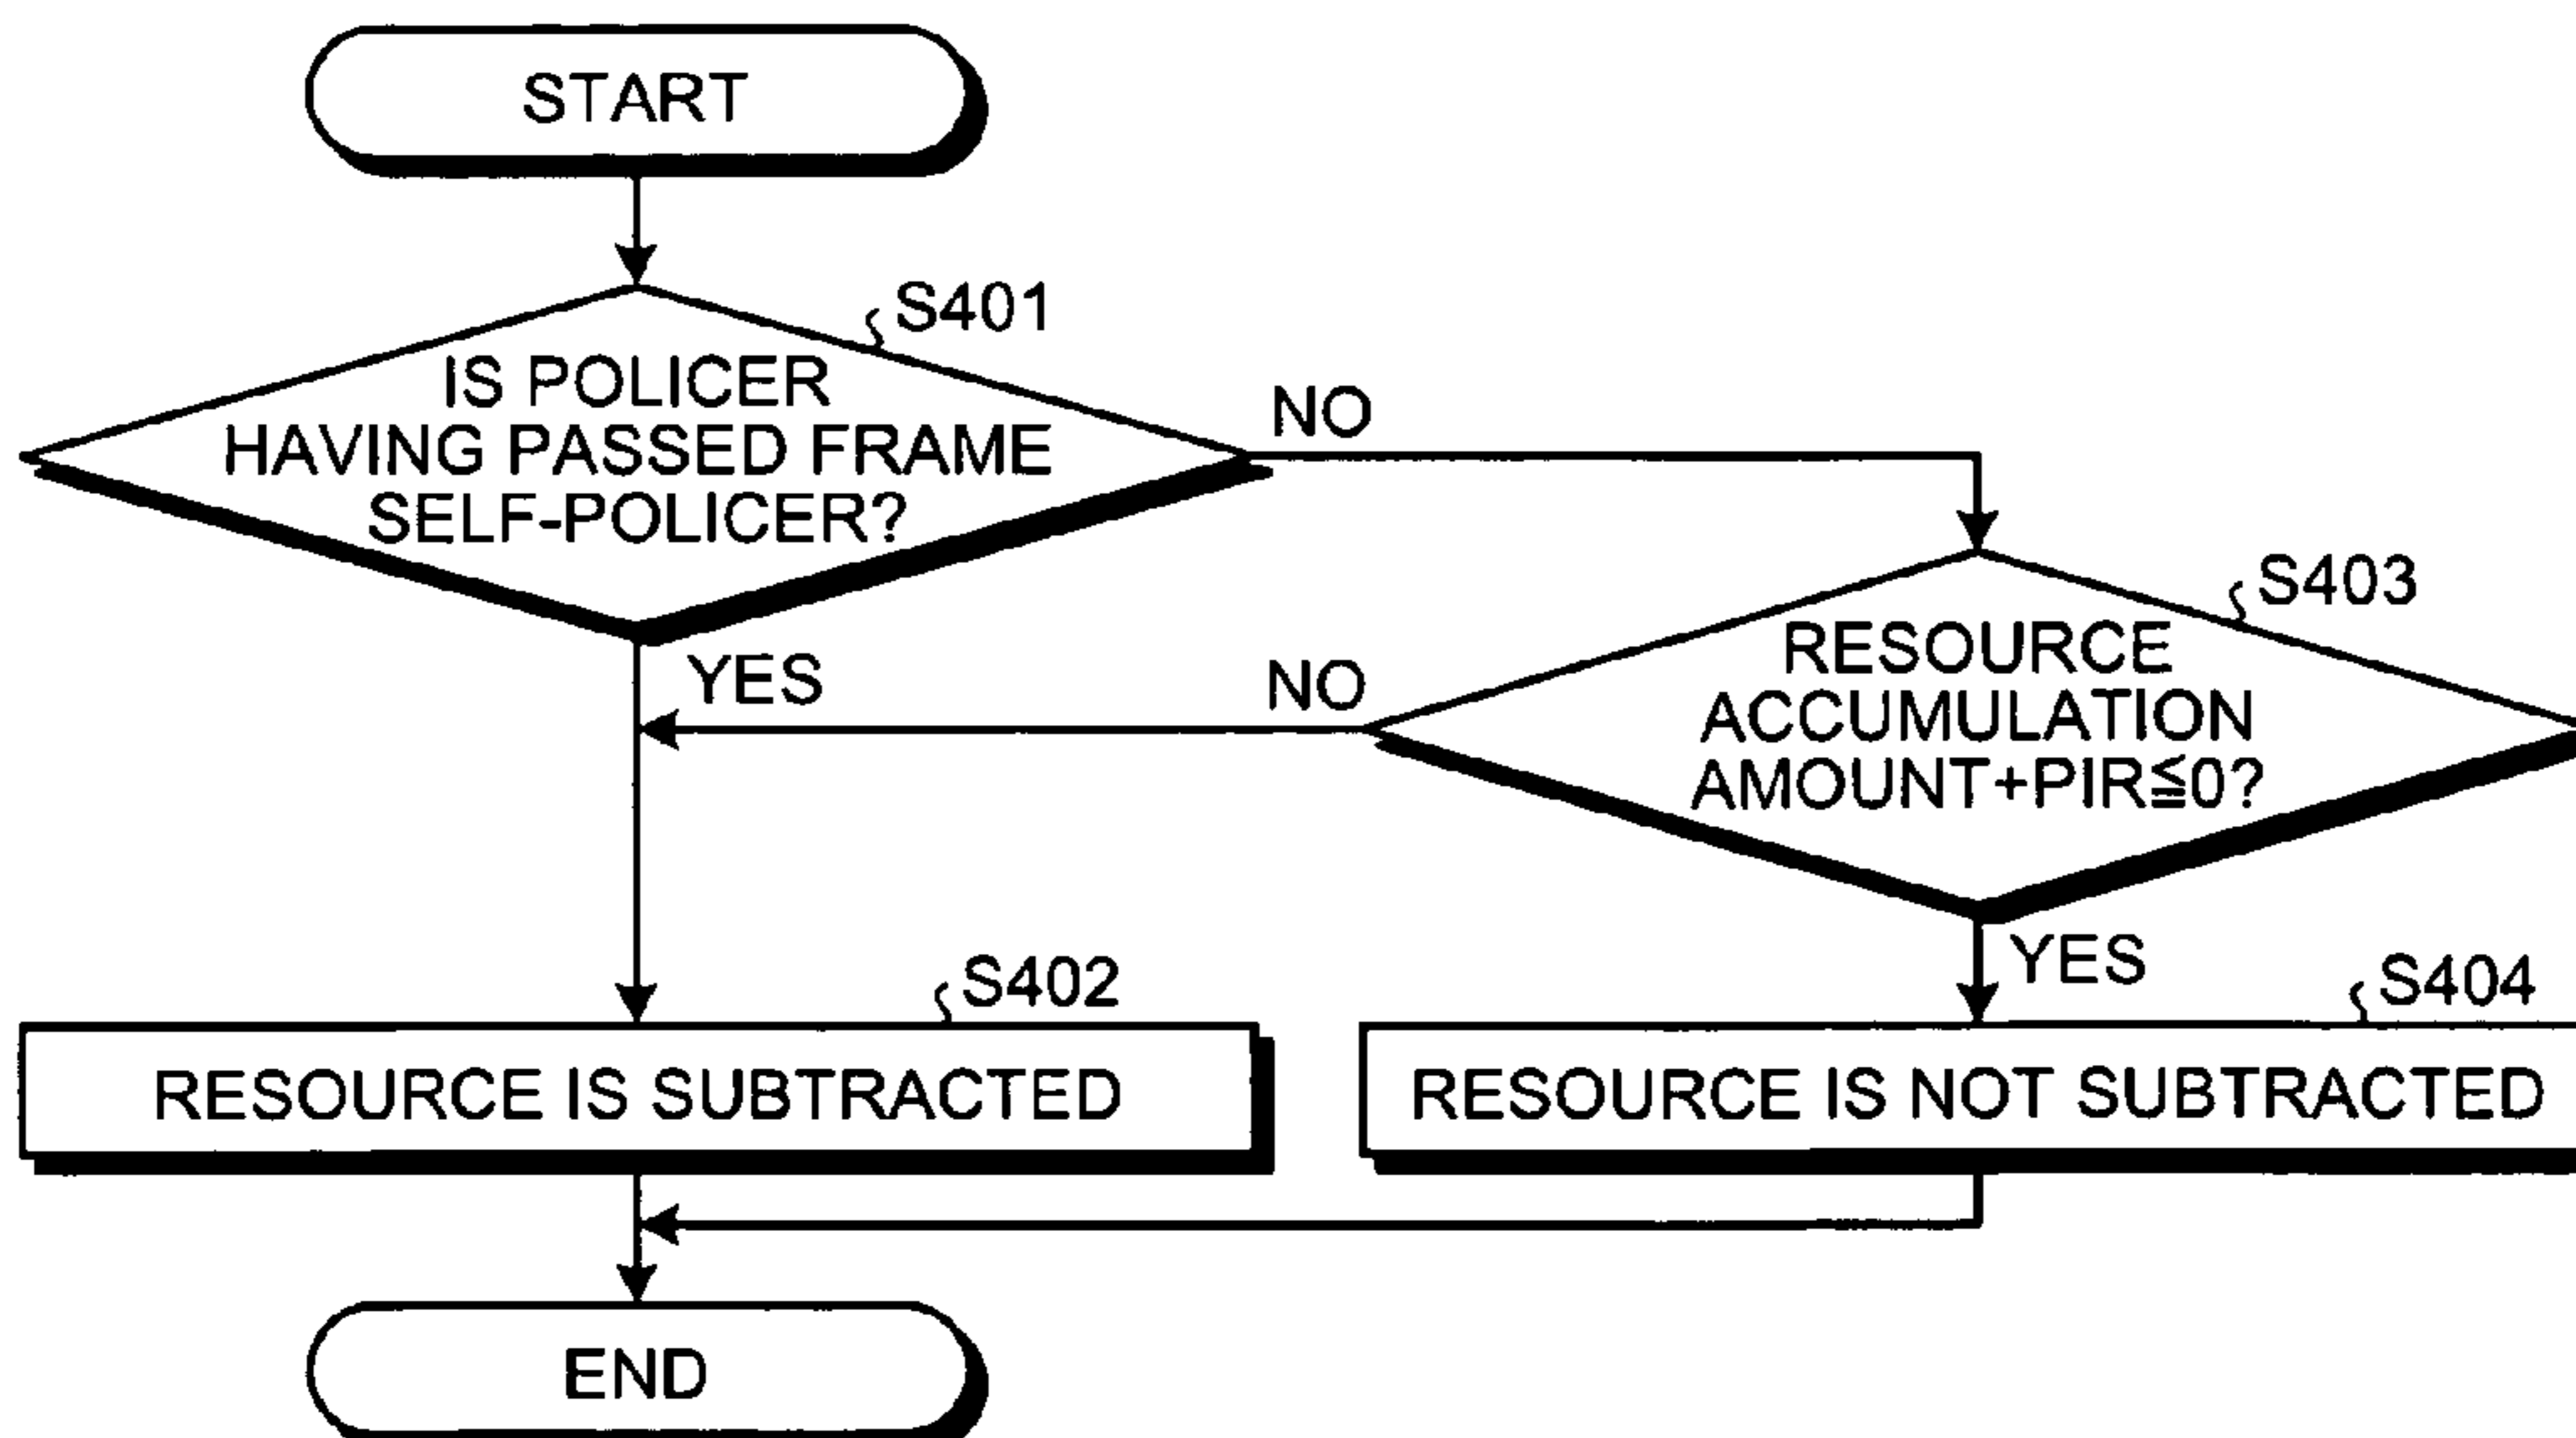 START
S401
IS POLICER
HAVING PASSED FRAME
SELF-POLICER?
NO
YES
S403
RESOURCE
ACCUMULATION
AMOUNT+PIR≦0?
NO
YES
S402
RESOURCE IS SUBTRACTED
S404
RESOURCE IS NOT SUBTRACTED
END